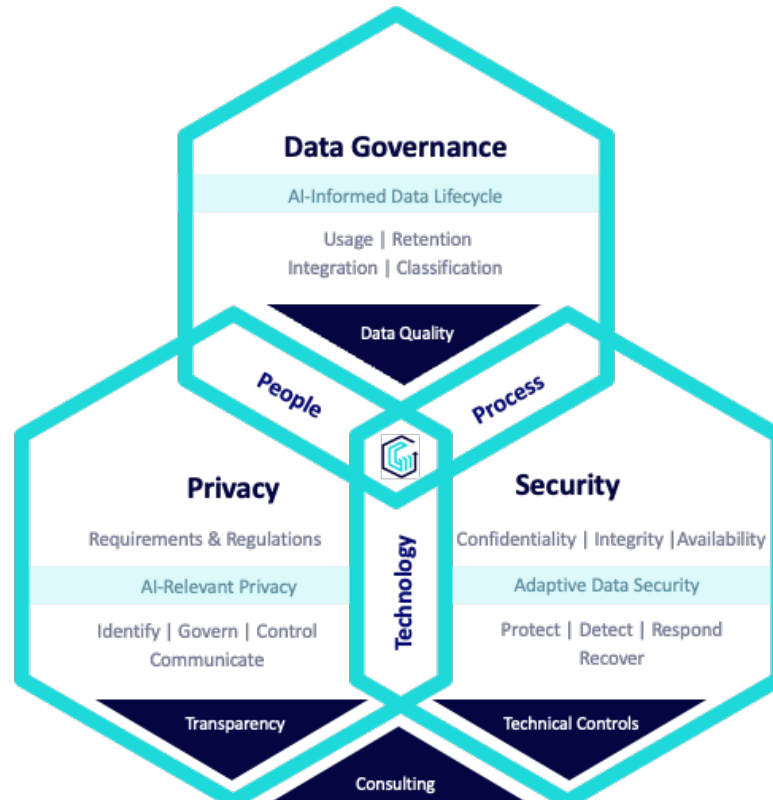 Data Governance
AI-Informed Data Lifecycle
Usage | Retention
Integration | Classification
Data Quality
People
Process
Privacy
Requirements & Regulations
AI-Relevant Privacy
Identify | Govern | Control
Communicate
Transparency
Technology
Security
Confidentiality | Integrity |Availability
Adaptive Data Security
Protect | Detect | Respond
Recover
Technical Controls
Consulting